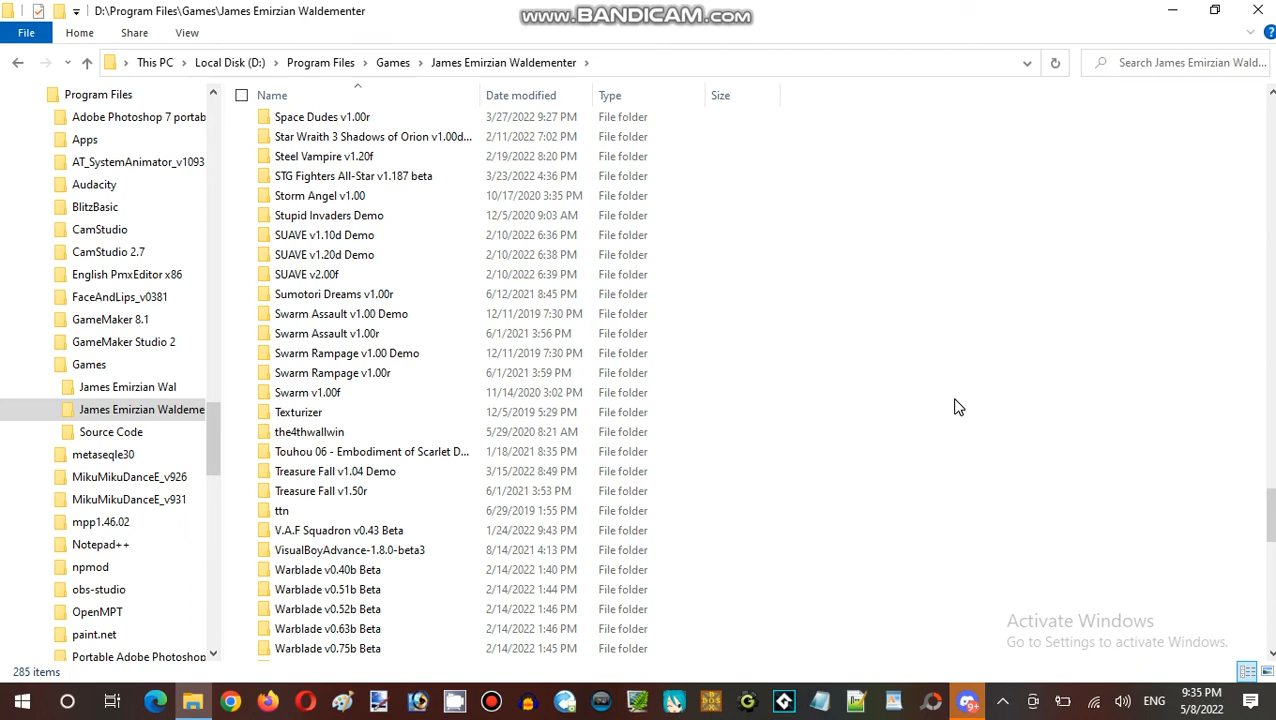 D:\Program Files\Games\James Emirzian Waldementer
www.BANDICAM.com
File Home Share View
This PC Local Disk (D:) Program Files Games James Emirzian Waldementer
Search James Emirzian Wald...
Name Date modified Type Size
Program Files
Adobe Photoshop 7 portab
Apps
AT_SystemAnimator_v1093
Audacity
BlitzBasic
CamStudio
CamStudio 2.7
English PmxEditor x86
FaceAndLips_v0381
GameMaker 8.1
GameMaker Studio 2
Games
James Emirzian Wal
James Emirzian Waldeme
Source Code
metaseqle30
MikuMikuDanceE_v926
MikuMikuDanceE_v931
mpp1.46.02
Notepad++
npmod
obs-studio
OpenMPT
paint.net
Portable Adobe Photoshop
Space Dudes v1.00r 3/27/2022 9:27 PM File folder
Star Wraith 3 Shadows of Orion v1.00d... 2/11/2022 7:02 PM File folder
Steel Vampire v1.20f 2/19/2022 8:20 PM File folder
STG Fighters All-Star v1.187 beta 3/23/2022 4:36 PM File folder
Storm Angel v1.00 10/17/2020 3:35 PM File folder
Stupid Invaders Demo 12/5/2020 9:03 AM File folder
SUAVE v1.10d Demo 2/10/2022 6:36 PM File folder
SUAVE v1.20d Demo 2/10/2022 6:38 PM File folder
SUAVE v2.00f 2/10/2022 6:39 PM File folder
Sumotori Dreams v1.00r 6/12/2021 8:45 PM File folder
Swarm Assault v1.00 Demo 12/11/2019 7:30 PM File folder
Swarm Assault v1.00r 6/1/2021 3:56 PM File folder
Swarm Rampage v1.00 Demo 12/11/2019 7:30 PM File folder
Swarm Rampage v1.00r 6/1/2021 3:59 PM File folder
Swarm v1.00f 11/14/2020 3:02 PM File folder
Texturizer 12/5/2019 5:29 PM File folder
the4thwallwin 5/29/2020 8:21 AM File folder
Touhou 06 - Embodiment of Scarlet D... 1/18/2021 8:35 PM File folder
Treasure Fall v1.04 Demo 3/15/2022 8:49 PM File folder
Treasure Fall v1.50r 6/1/2021 3:53 PM File folder
ttn 6/29/2019 1:55 PM File folder
V.A.F Squadron v0.43 Beta 1/24/2022 9:43 PM File folder
VisualBoyAdvance-1.8.0-beta3 8/14/2021 4:13 PM File folder
Warblade v0.40b Beta 2/14/2022 1:40 PM File folder
Warblade v0.51b Beta 2/14/2022 1:44 PM File folder
Warblade v0.52b Beta 2/14/2022 1:46 PM File folder
Warblade v0.63b Beta 2/14/2022 1:46 PM File folder
Warblade v0.75b Beta 2/14/2022 1:45 PM File folder
Activate Windows
Go to Settings to activate Windows.
285 items
9+
ENG
9:35 PM
5/8/2022